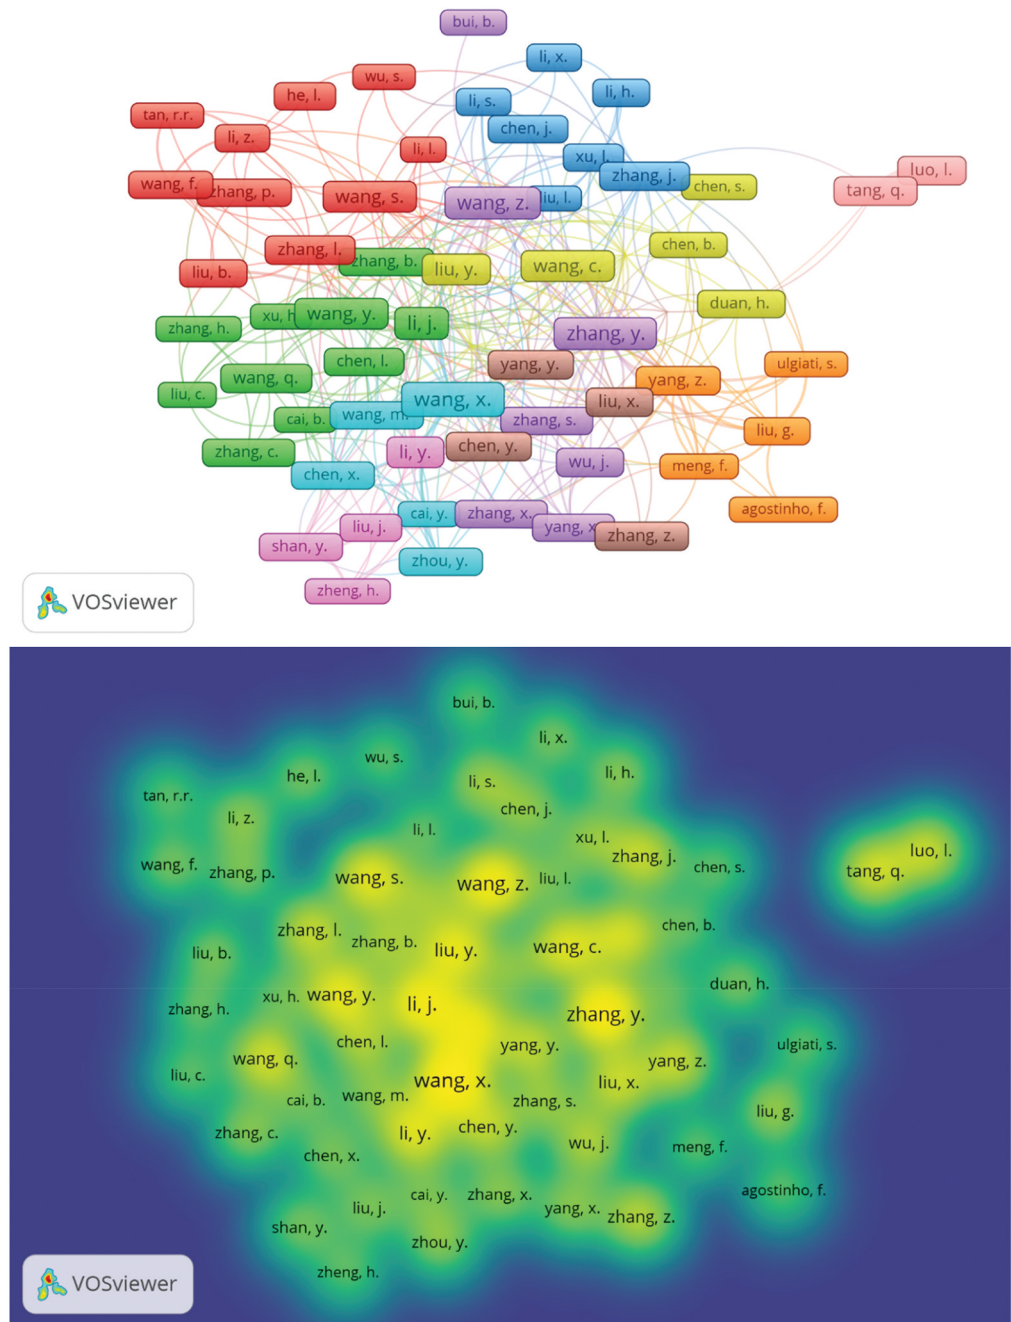 bui, b.
li, x.
wu, s.
li, h.
he, l.
li, s.
tan, r.r.
chen, j.
li, z.
li, l.
xu, l.
luo, l.
zhang, j.
wang, f.
zhang, p.
chen, s.
tang, q.
wang, s.
wang, z.
liu, l.
chen, b.
zhang, l.
zhang, b.
liu, y.
wang, c.
liu, b.
duan, h.
xu, h
wang, y.
zhang, h.
li, j.
zhang, y.
chen, l.
yang, y.
ulgiati, s.
wang, q.
yang, z.
liu, c.
wang, x.
liu, x.
cai, b.
wang, m.
zhang, s.
liu, g.
zhang, c.
li, y.
chen, y.
wu, j.
meng, f.
chen, x.
cai, y.
zhang, x.
agostinho, f.
liu, j.
yang, x.
zhang, z.
shan, y.
zhou, y.
zheng, h.
VOSviewer
bui, b.
li, x.
wu, s.
he, l.
li, h.
li, s.
tan, r.r.
chen, j.
li, z.
li, l.
xu, l.
luo, l.
zhang, j.
wang, f.
zhang, p.
chen, s.
tang, q.
wang, s.
wang, z.
liu, l.
chen, b.
zhang, l.
zhang, b.
liu, y.
wang, c.
liu, b.
duan, h.
xu, h.
wang, y.
zhang, h.
li, j.
zhang, y.
chen, l.
yang, y.
ulgiati, s.
wang, q.
yang, z.
liu, c.
wang, x.
liu, x.
cai, b.
wang, m.
zhang, s.
liu, g.
zhang, c.
li, y.
chen, y.
wu, j.
meng, f.
chen, x.
cai, y.
zhang, x.
agostinho, f.
liu, j.
yang, x.
zhang, z.
shan, y.
zhou, y.
zheng, h.
VOSviewer